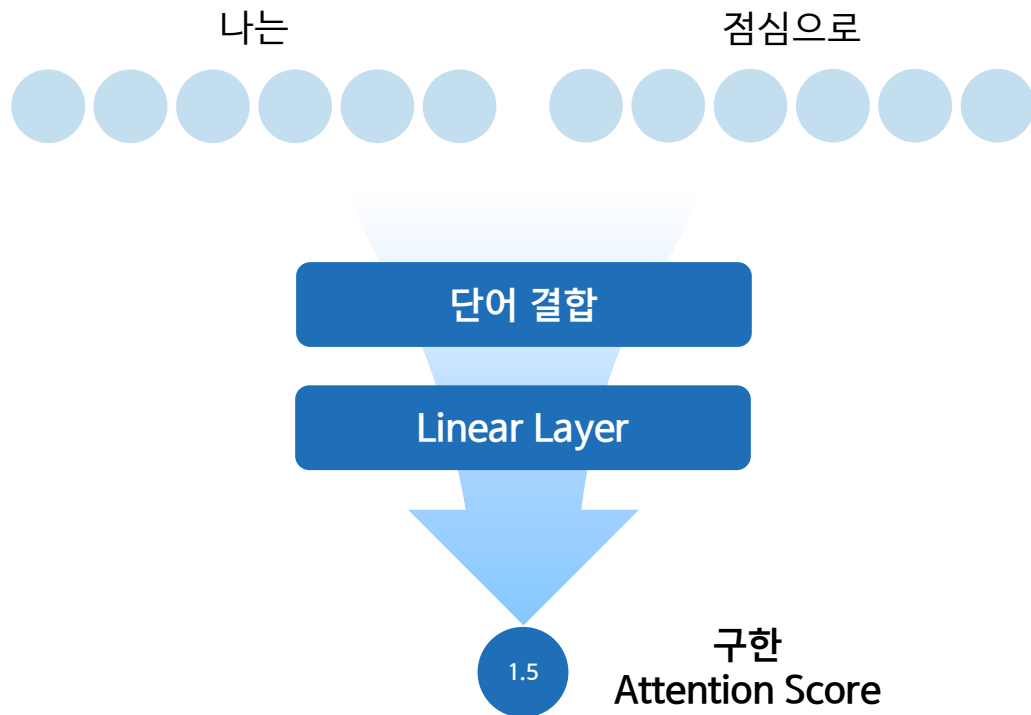 나는
점심으로
단어 결합
Linear Layer
1.5
구한
Attention Score